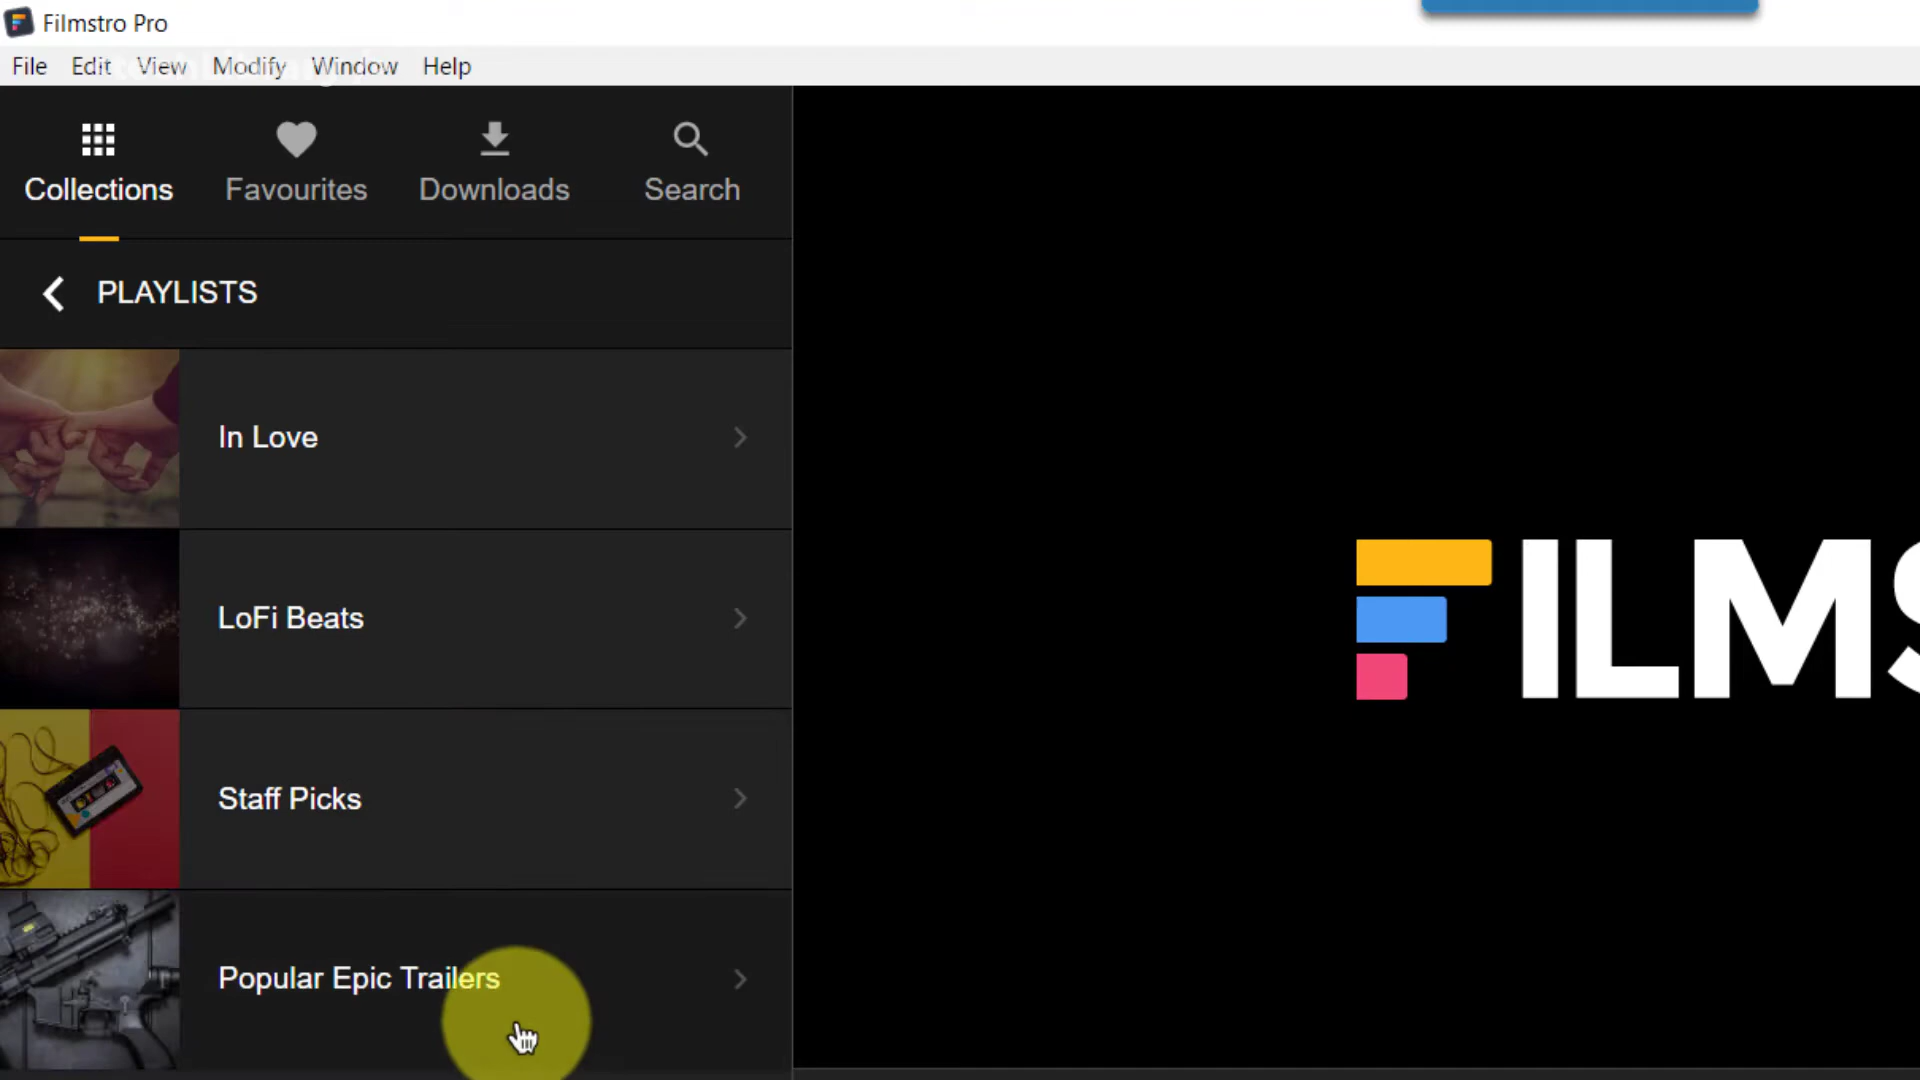 Filmstro Pro
File Edit View Modify Window Help
Collections Favourites Downloads Search
PLAYLISTS
In Love
LoFi Beats
Staff Picks
Popular Epic Trailers
FILMS